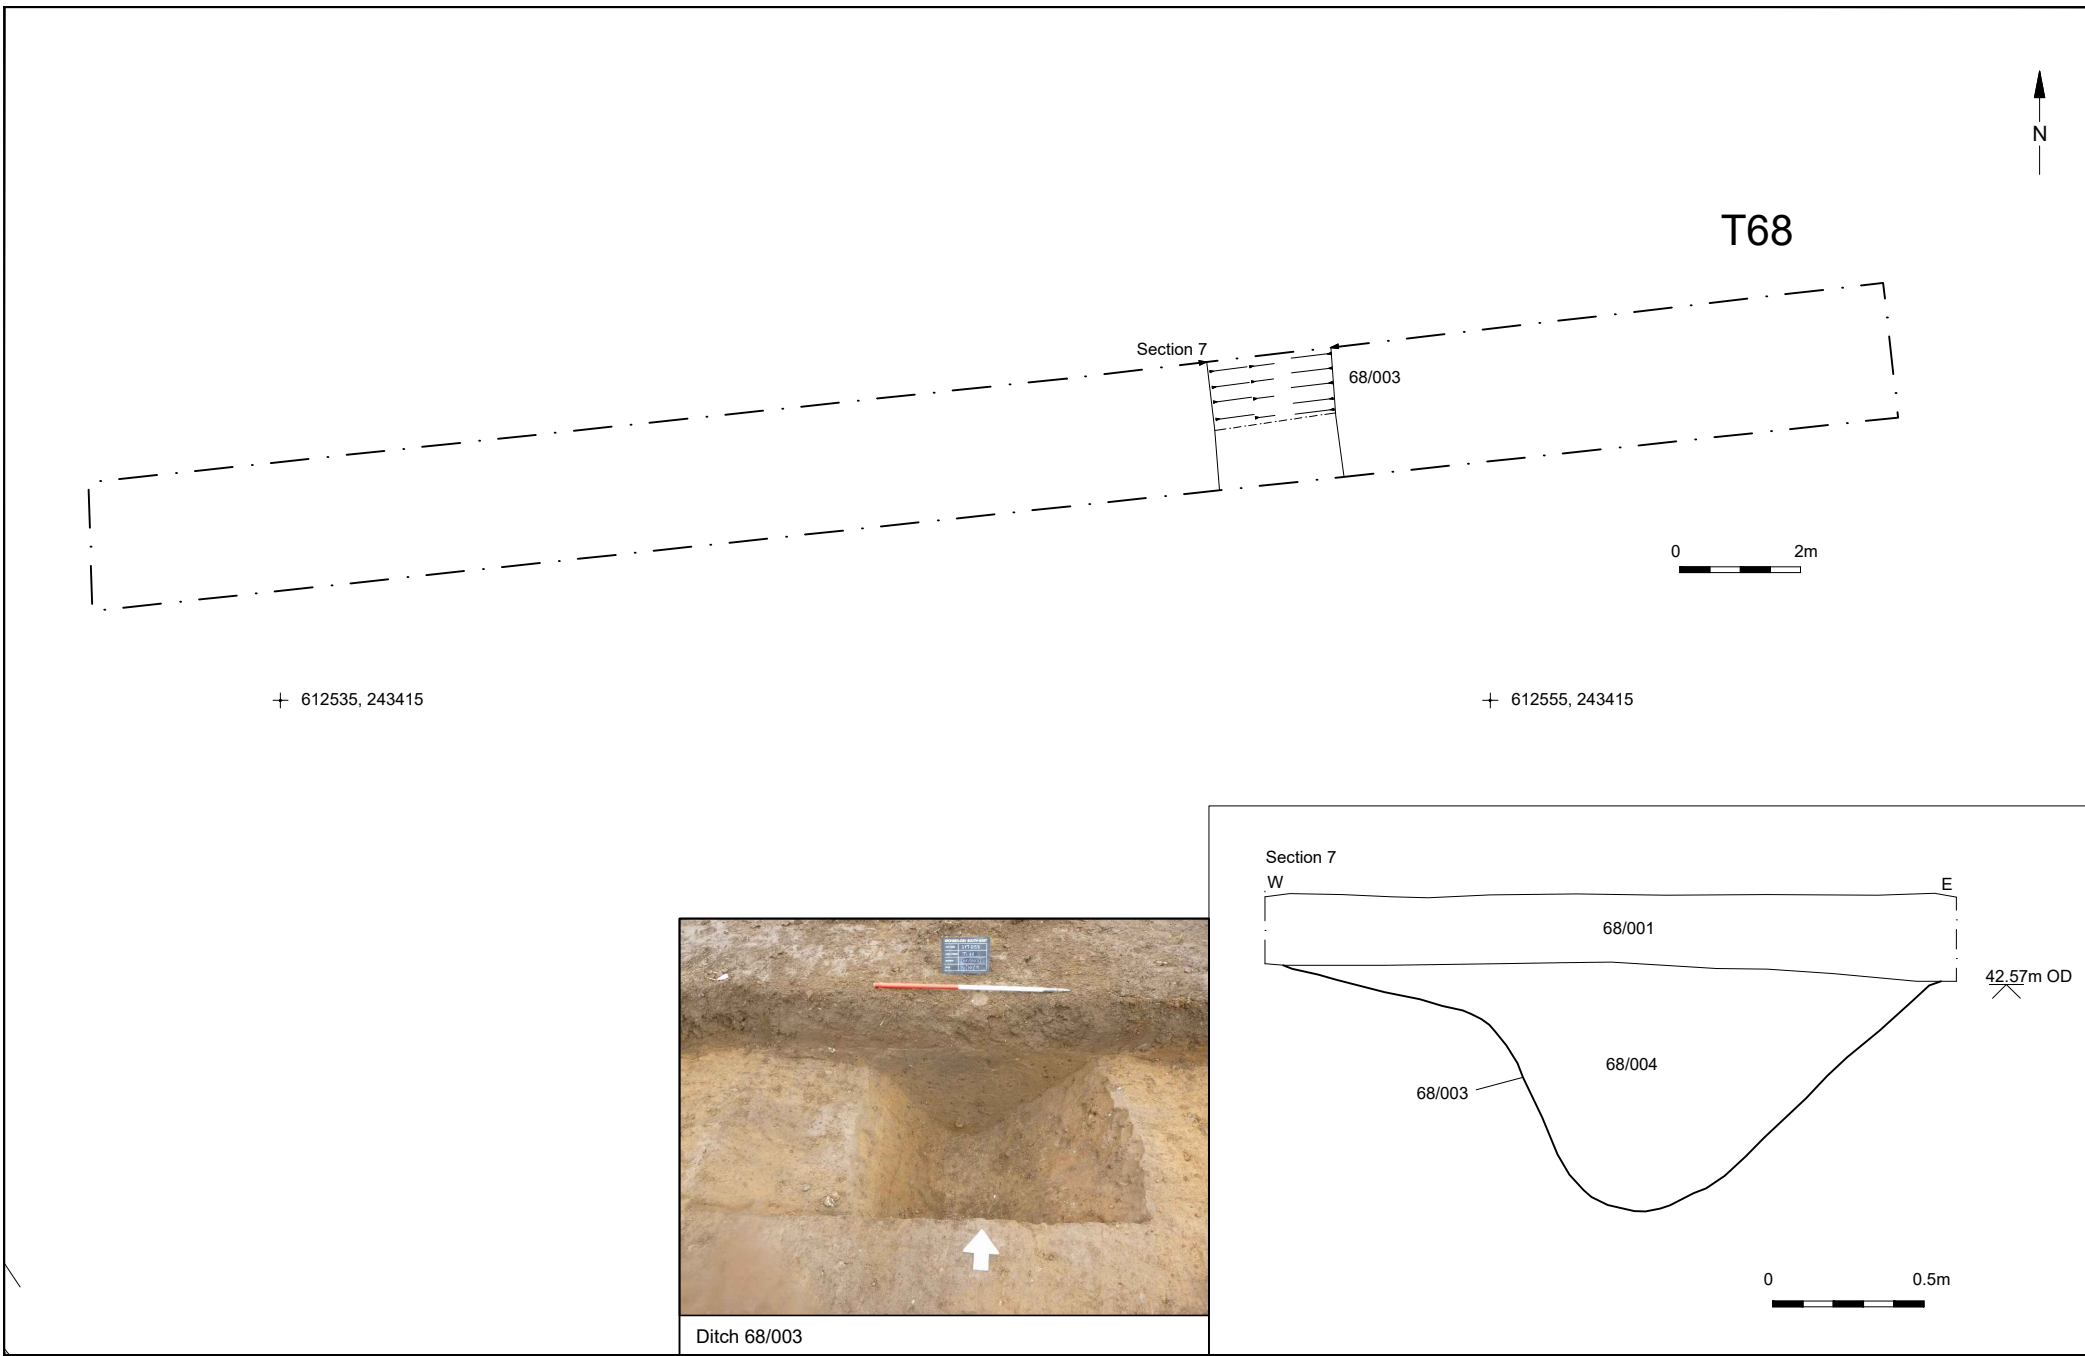 N
T68
Section 7
68/003
0 2m
612535, 243415
612555, 243415
Section 7
W E
68/001
42.57m OD
68/004
68/003
0 0.5m
Ditch 68/003